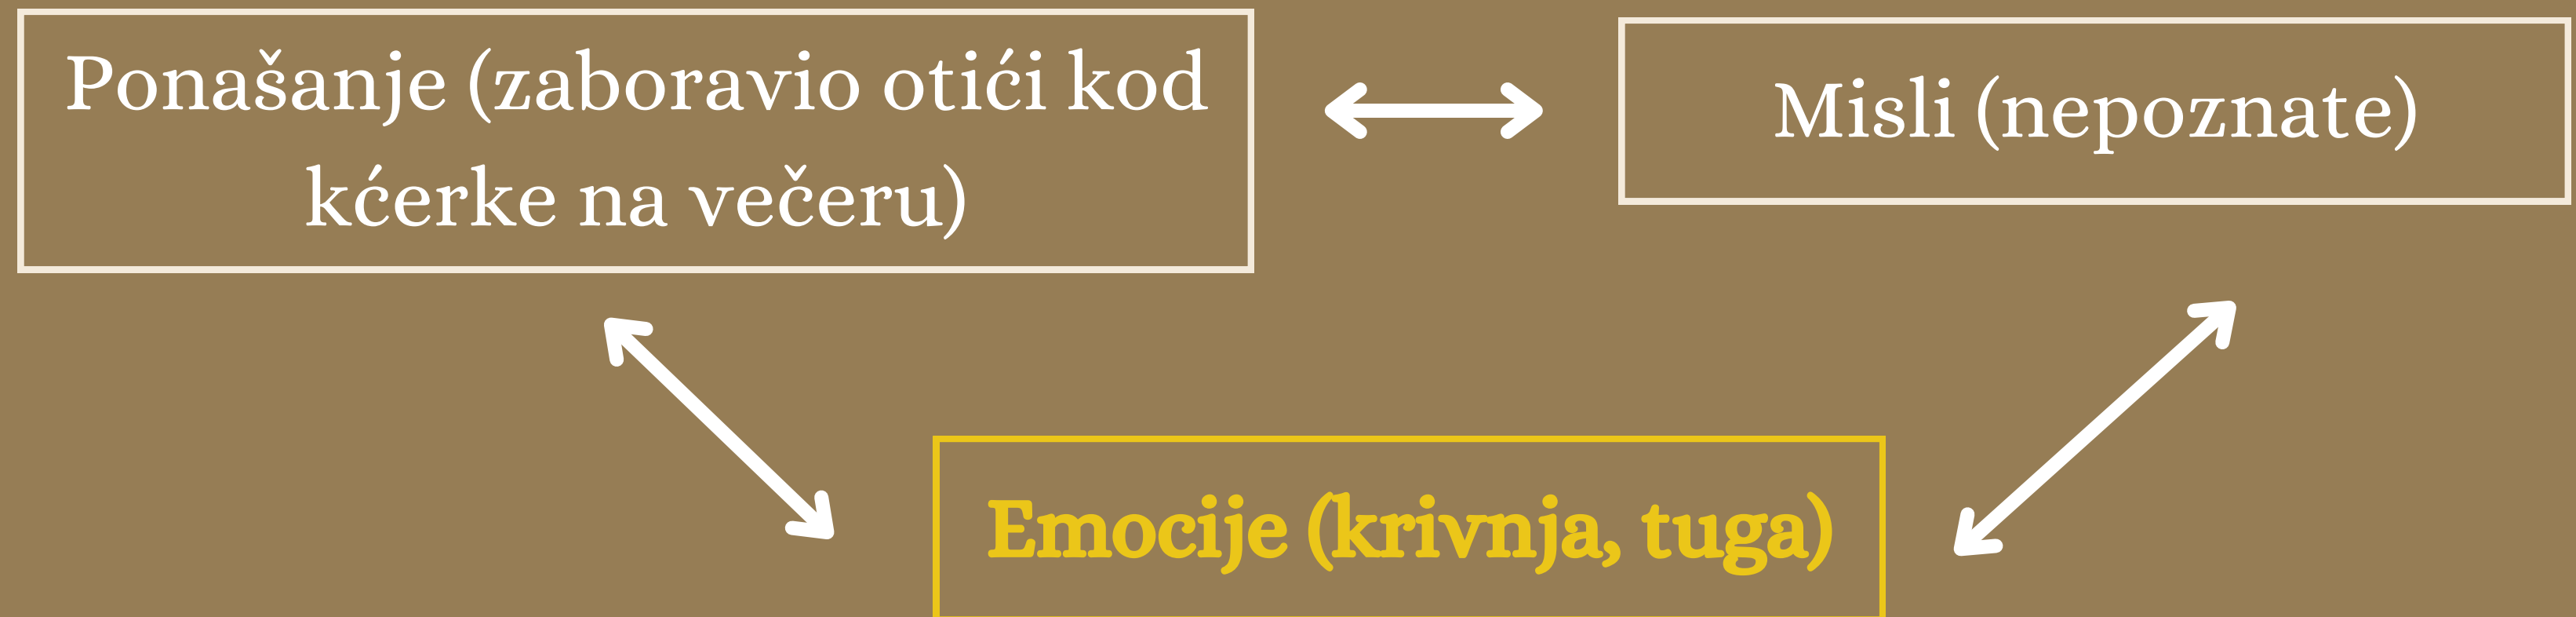 Ponašanje (zaboravio otići kod
kćerke na večeru)
Misli (nepoznate)
Emocije (krivnja, tuga)